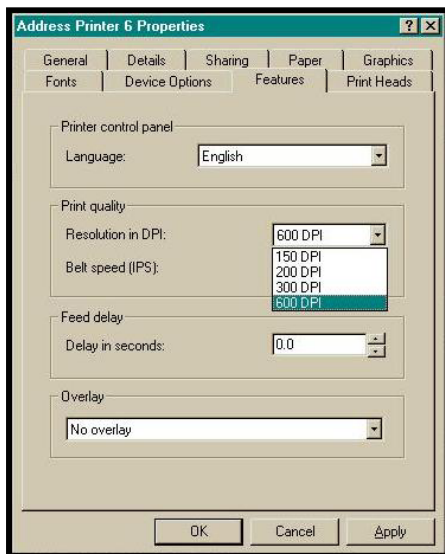 Address Printer 6 Properties
General Details Sharing Paper Graphics
Fonts Device Options Features Print Heads
Printer control panel
Language: English
Print quality
Resolution in DPI: 600 DPI
150 DPI
200 DPI
Belt speed (IPS):
300 DPI
600 DPI
Feed delay
Delay in seconds: 0.0
Overlay
No overlay
OK Cancel Apply